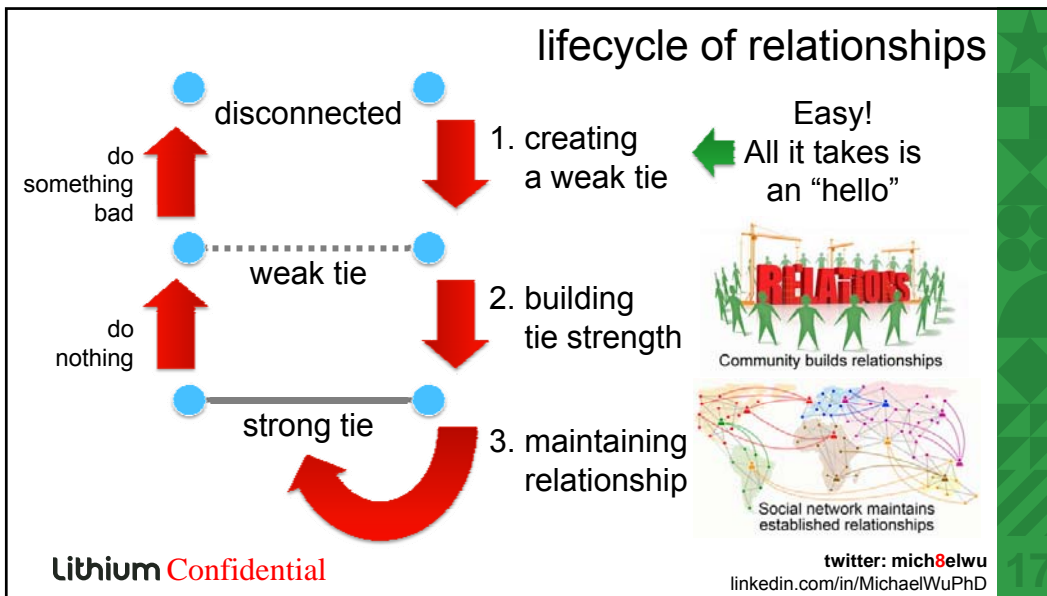 lifecycle of relationships
disconnected
do
something
bad
1. creating
a weak tie
Easy!
All it takes is
an “hello”
weak tie
do
nothing
2. building
tie strength
RELATIONS
Community builds relationships
strong tie
3. maintaining
relationship
Social network maintains
established relationships
Lithium Confidential
twitter: mich8elwu
linkedin.com/in/MichaelWuPhD
17